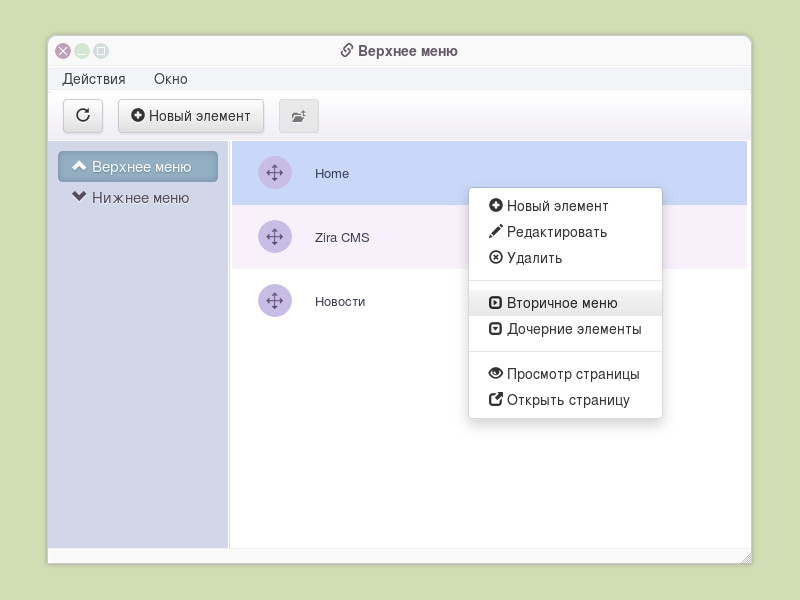 Верхнее меню
Действия Окно
Новый элемент
Верхнее меню
Нижнее меню
Home
Zira CMS
Новости
Новый элемент
Редактировать
Удалить
Вторичное меню
Дочерние элементы
Просмотр страницы
Открыть страницу